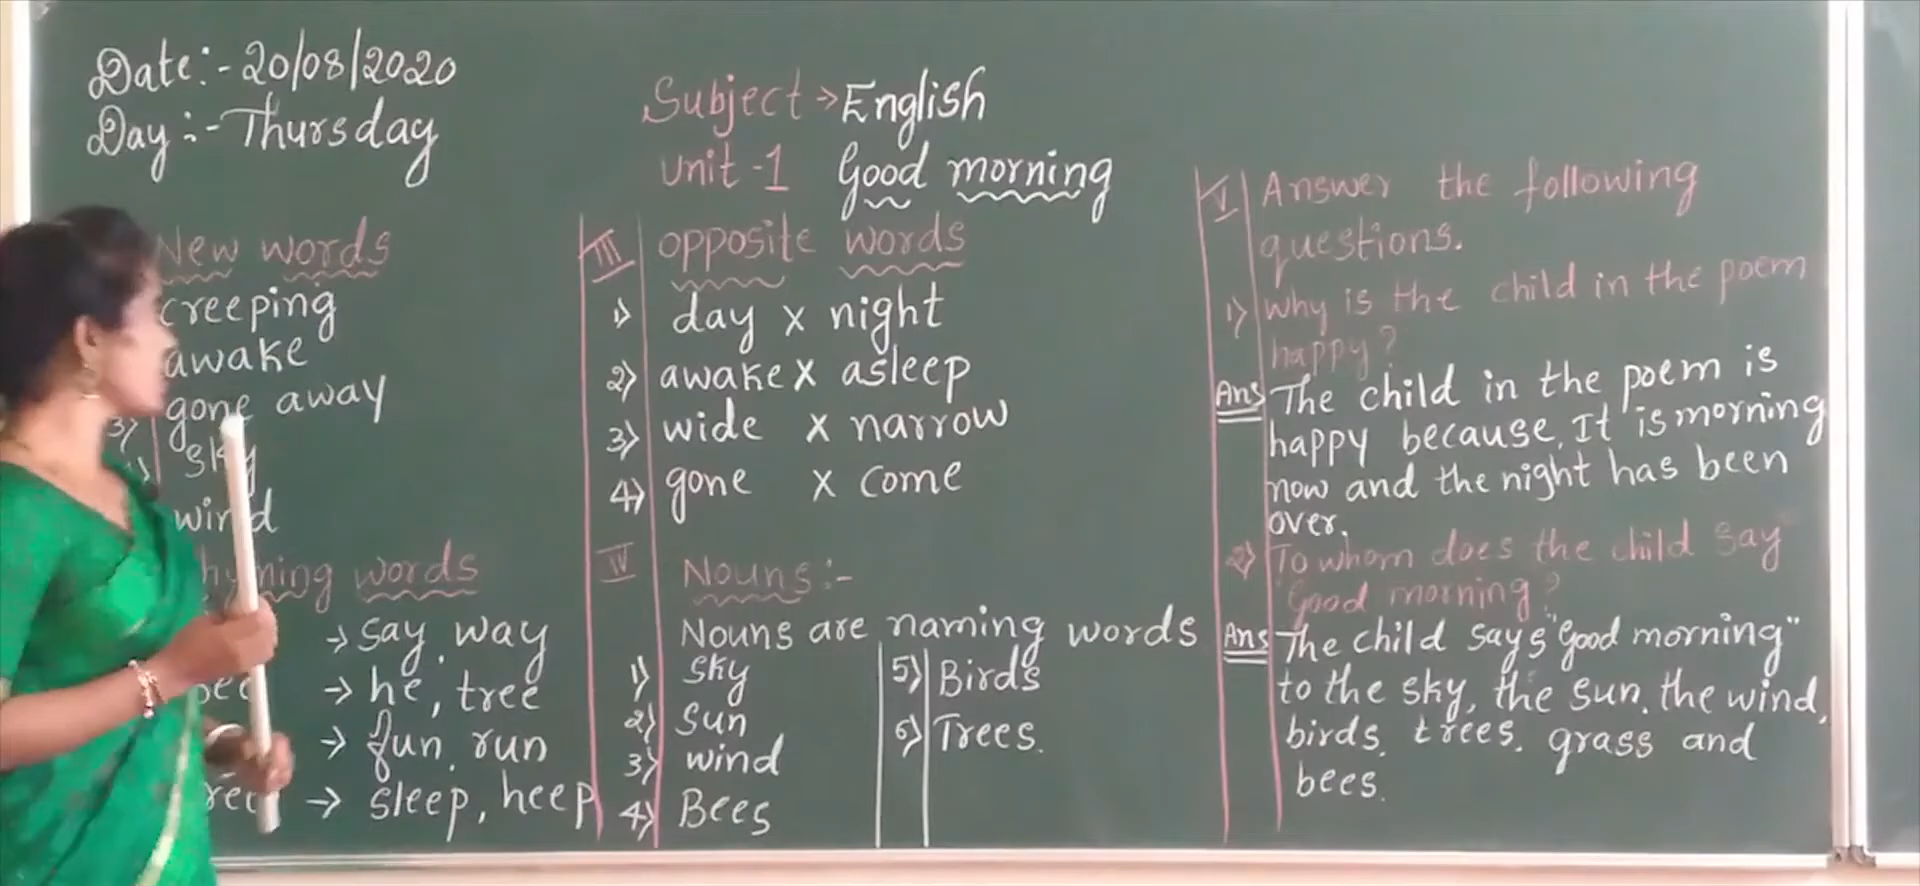 Date:- 20/08/2020
Day:- Thursday
Subject → English
unit -1 Good morning
New words
creeping
awake
3) gone away
sky
wind
words
→ say, way
→ he, tree
→ fun, run
→ sleep, heep
III opposite words
1) day x night
2) awake x asleep
3) wide x narrow
4) gone x come
IV Nouns:-
Nouns are naming words
1) sky
2) sun
3) wind
4) Bees
5) Birds
6) Trees.
V Answer the following
questions.
1) why is the child in the poem
happy?
Ans The child in the poem is
happy because, It is morning
now and the night has been
over.
2) To whom does the child say
"Good morning?
Ans The child says "Good morning"
to the sky, the sun, the wind,
birds, trees, grass and
bees.